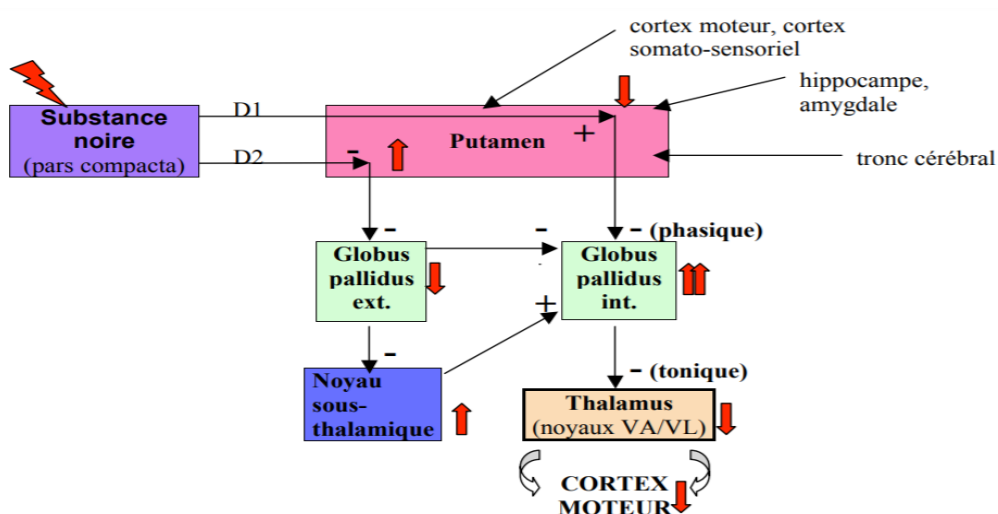 cortex moteur, cortex
somato-sensoriel
hippocampe,
amygdale
tronc cérébral
Substance
noire
(pars compacta)
D1
D2
Putamen
+
-
-
- (phasique)
-
Globus
pallidus
ext.
Globus
pallidus
int.
+
-
- (tonique)
Noyau
sous-
thalamique
Thalamus
(noyaux VA/VL)
CORTEX
MOTEUR